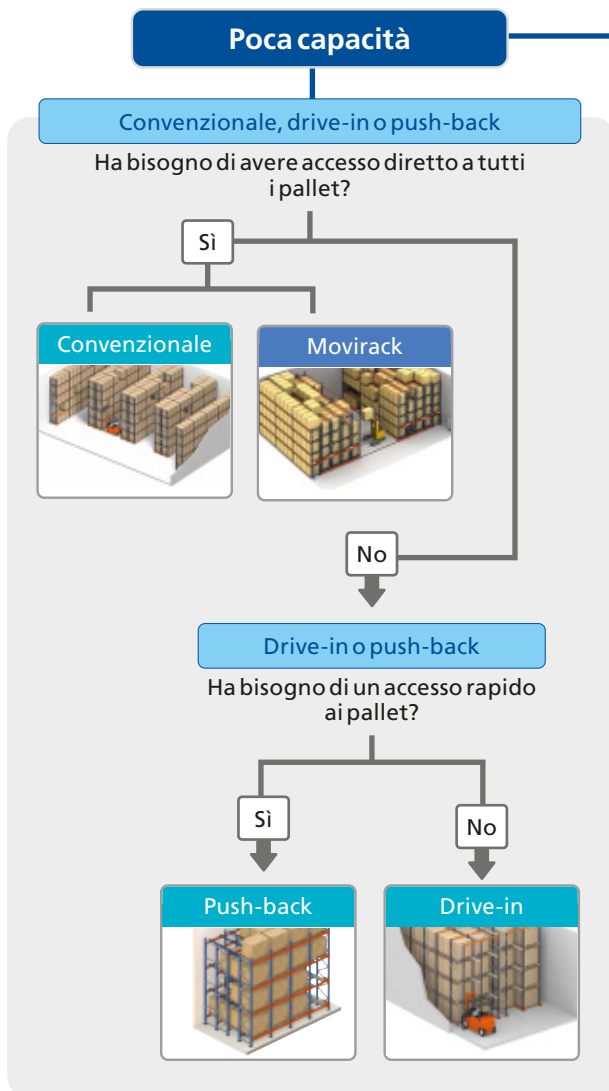 Poca capacità
Convenzionale, drive-in o push-back
Ha bisogno di avere accesso diretto a tutti
i pallet?
Sì
Convenzionale
Movirack
No
Drive-in o push-back
Ha bisogno di un accesso rapido
ai pallet?
Sì
No
Push-back
Drive-in